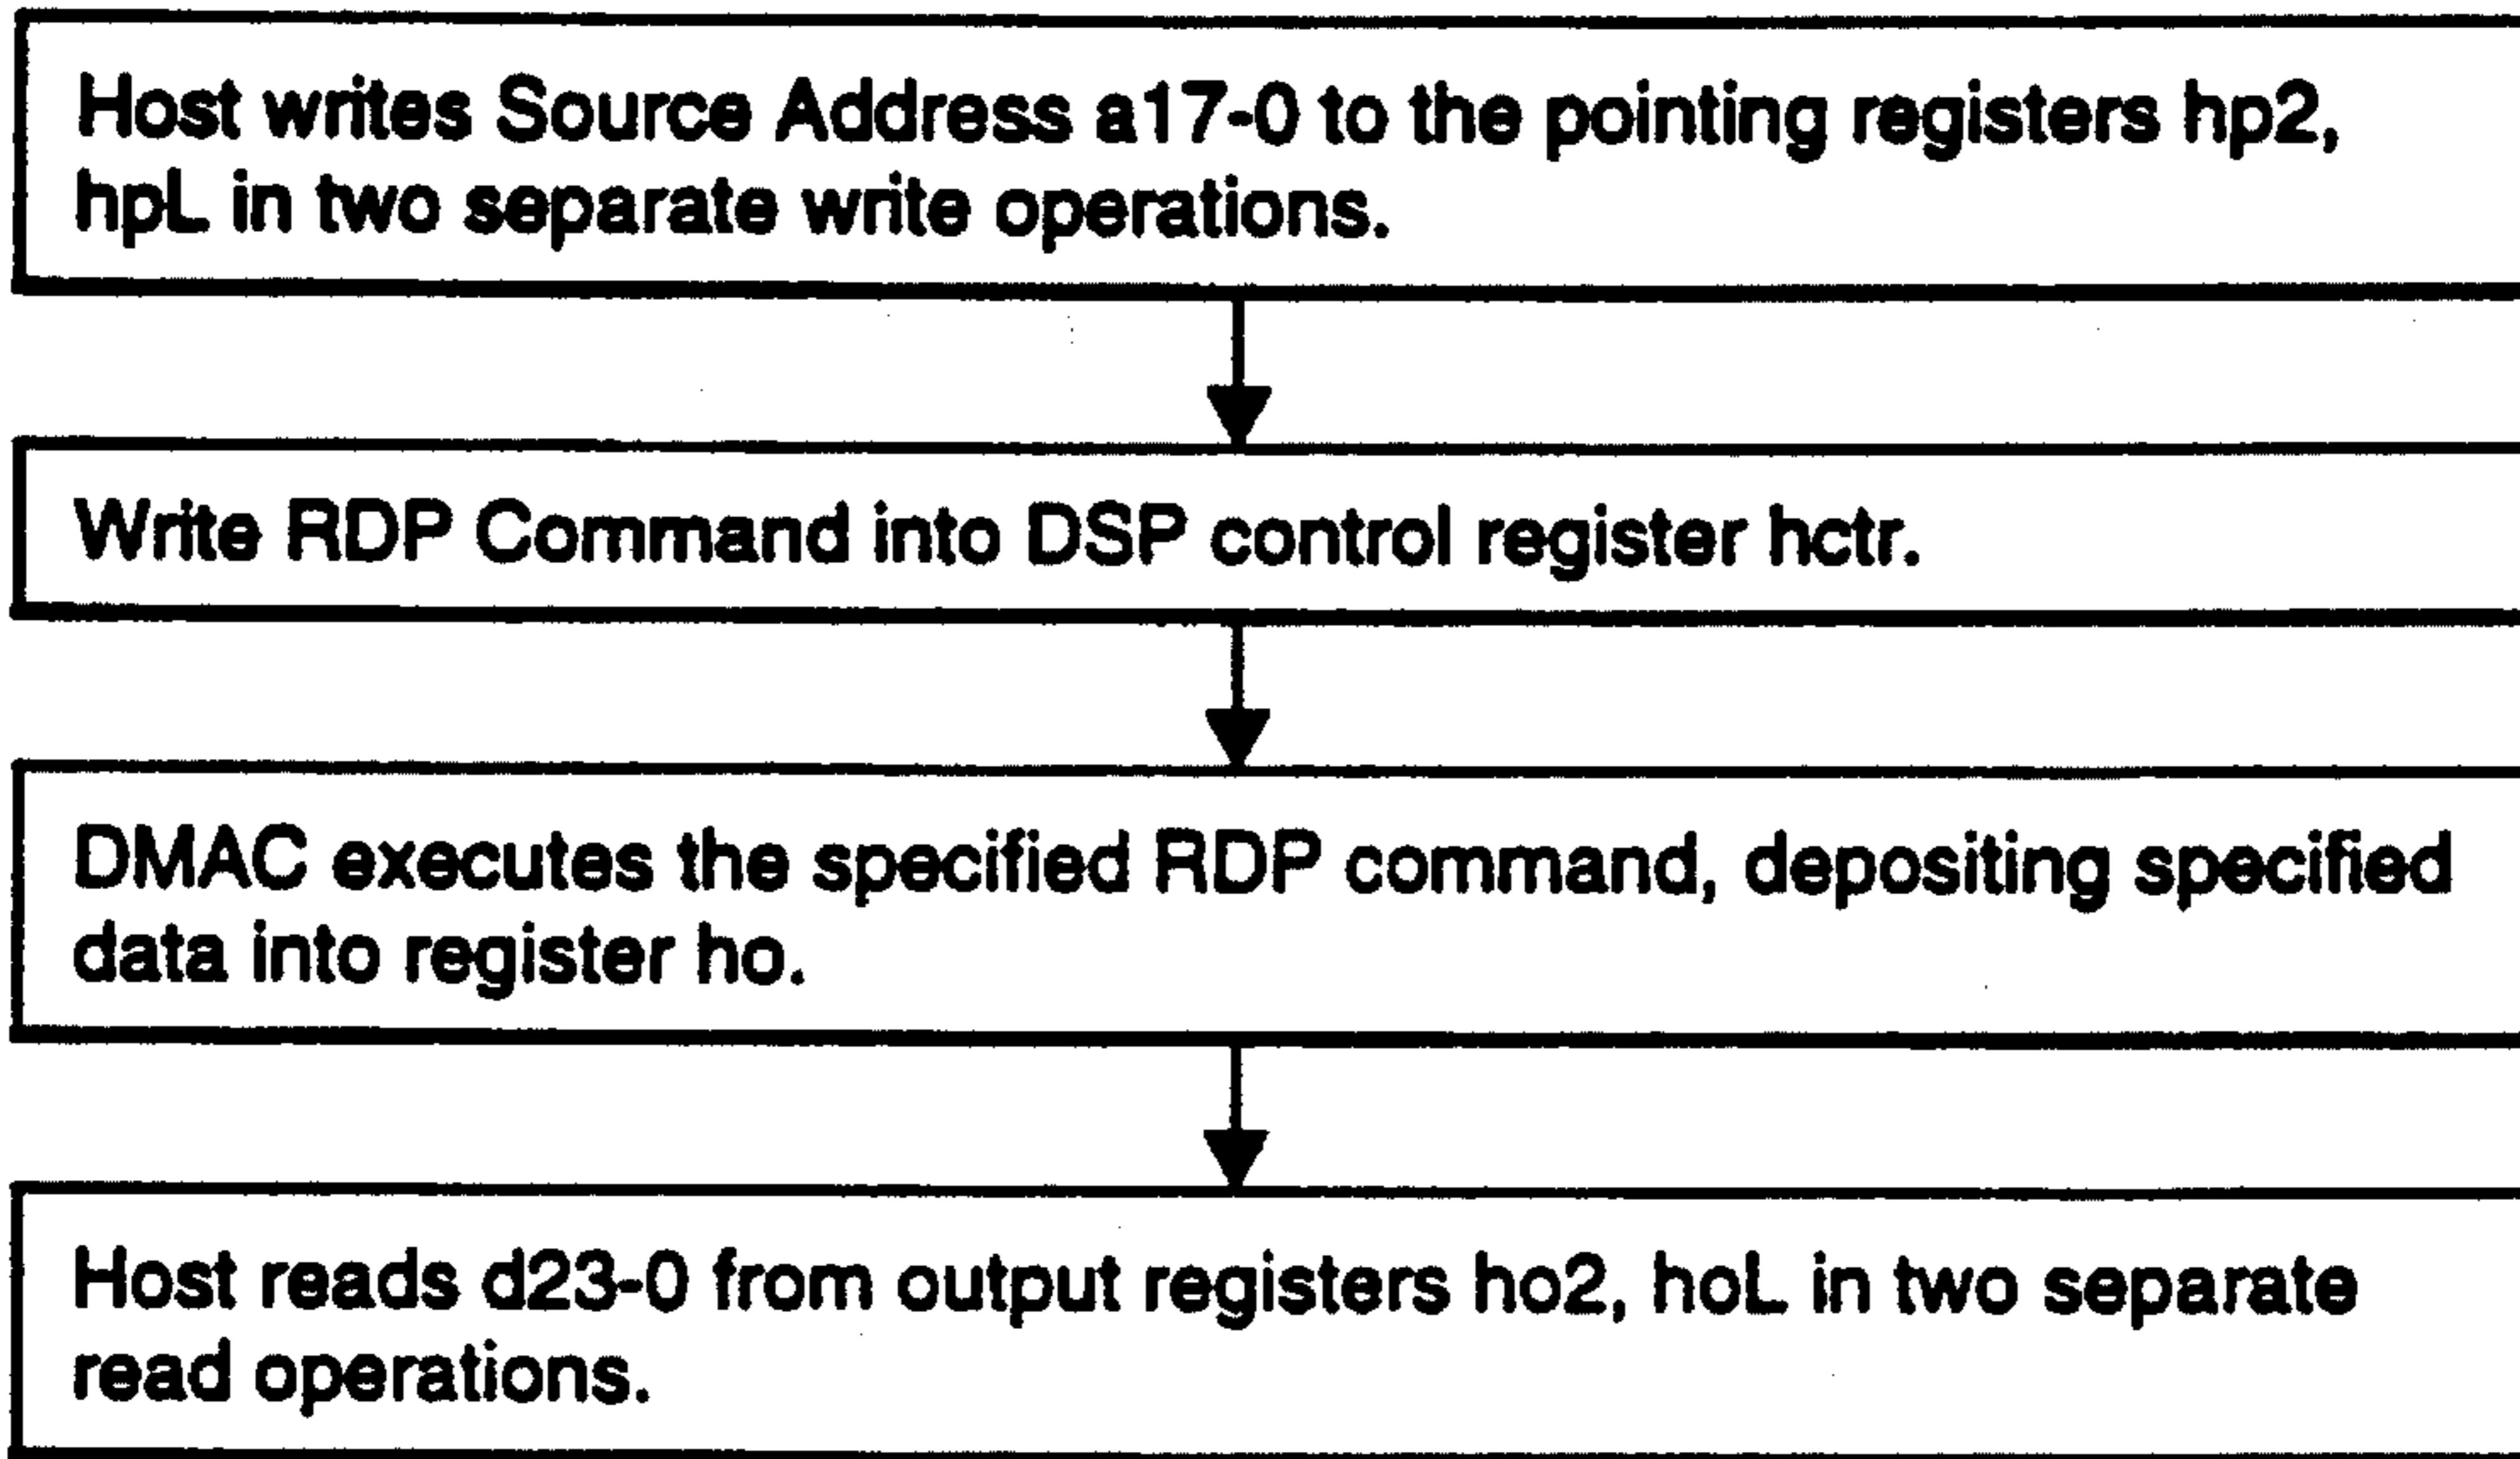 Host writes Source Address a17-0 to the pointing registers hp2,
hpL in two separate write operations.
Write RDP Command into DSP control register hctr.
DMAC executes the specified RDP command, depositing specified
data into register ho.
Host reads d23-0 from output registers ho2, hoL in two separate
read operations.